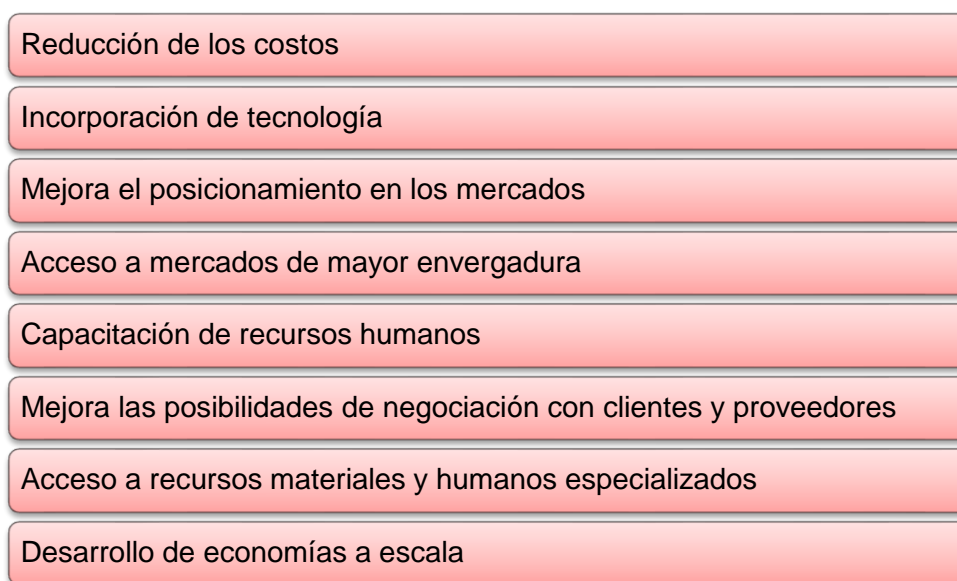 Reducción de los costos
Incorporación de tecnología
Mejora el posicionamiento en los mercados
Acceso a mercados de mayor envergadura
Capacitación de recursos humanos
Mejora las posibilidades de negociación con clientes y proveedores
Acceso a recursos materiales y humanos especializados
Desarrollo de economías a escala